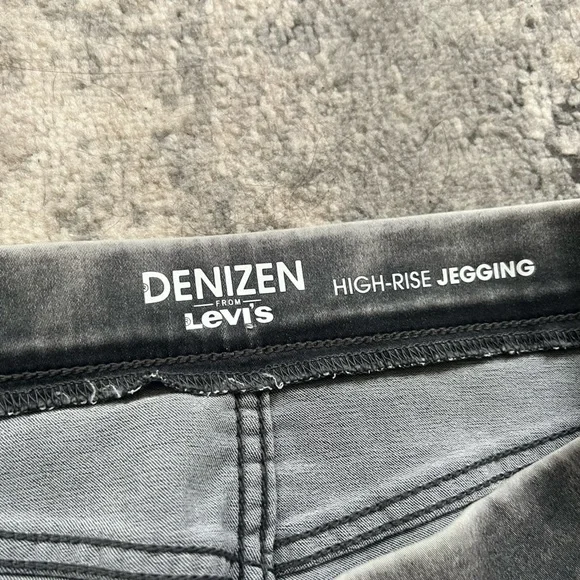 DENIZEN
FROM
Levi's
HIGH-RISE JEGGING